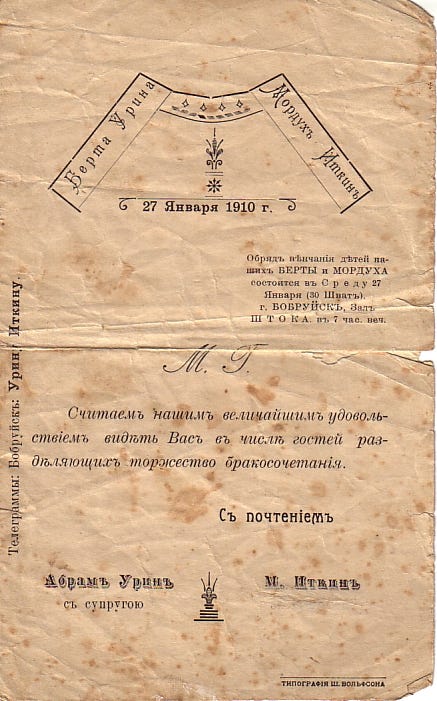 Берта Урина
Мордухъ Иткинъ
27 Января 1910 г.
Обрядъ вѣнчанія дѣтей на-
шихъ БЕРТЫ и МОРДУХА
состоится въ Среду 27
Января (30 Шватъ),
г. БОБРУЙСКЪ, Залъ
ШТОКА, въ 7 час. веч.
Телеграммы: Бобруйскъ: Урину Иткину.
М. Г.
Считаемъ нашимъ величайшимъ удоволь-
ствіемъ видѣть Васъ въ числѣ гостей раз-
дѣляющихъ торжество бракосочетанія.
Съ почтеніемъ
Абрамъ Уринъ
съ супругою
М. Иткинъ
ТИПОГРАФІЯ Ш. ВОЛЬФСОНА